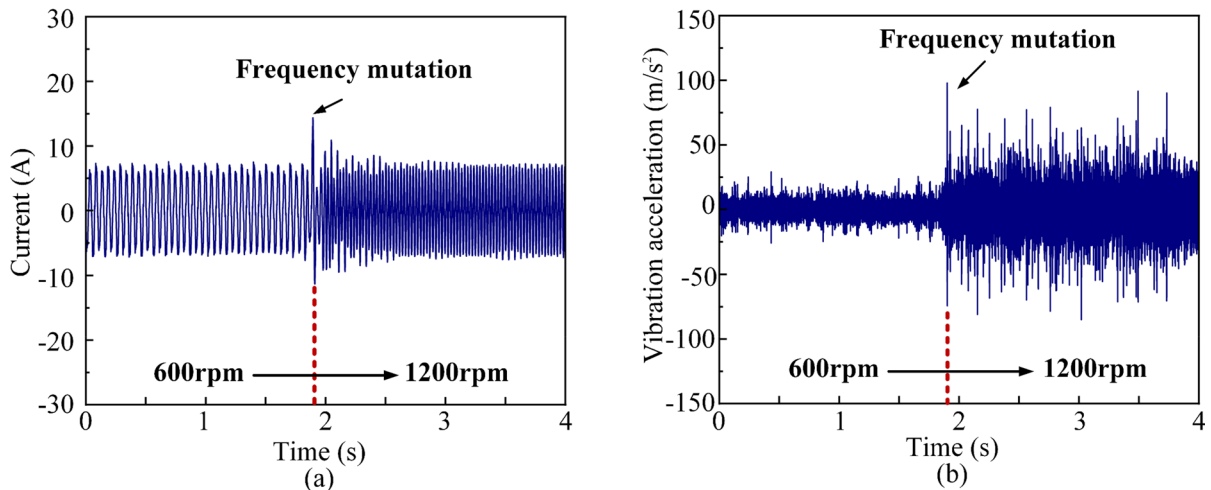 30
20
10
0
-10
-20
-30
Current (A)
Frequency mutation
600rpm
1200rpm
0
1
2
3
4
Time (s)
(a)
150
100
50
0
-50
-100
-150
Vibration acceleration (m/s²)
Frequency mutation
600rpm
1200rpm
0
1
2
3
4
Time (s)
(b)